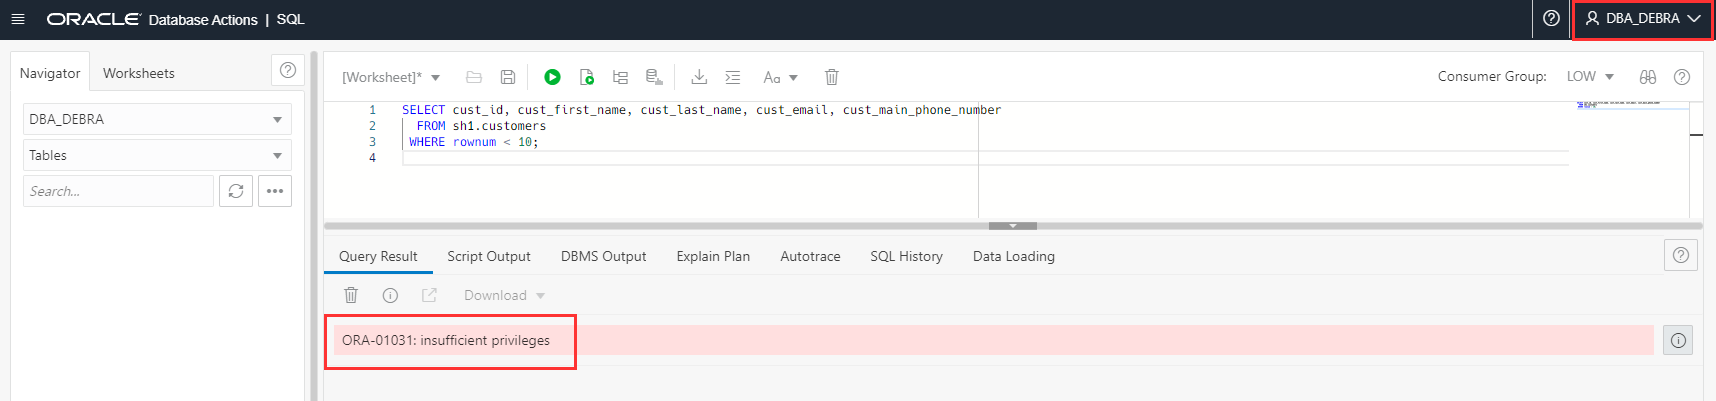 ORACLE Database Actions | SQL
DBA_DEBRA
Navigator
Worksheets
DBA_DEBRA
Tables
Search...
[Worksheet]*
Aa
Consumer Group:
LOW
1 SELECT cust_id, cust_first_name, cust_last_name, cust_email, cust_main_phone_number
2 FROM sh1.customers
3 WHERE rownum < 10;
4
Query Result
Script Output
DBMS Output
Explain Plan
Autotrace
SQL History
Data Loading
Download
ORA-01031: insufficient privileges